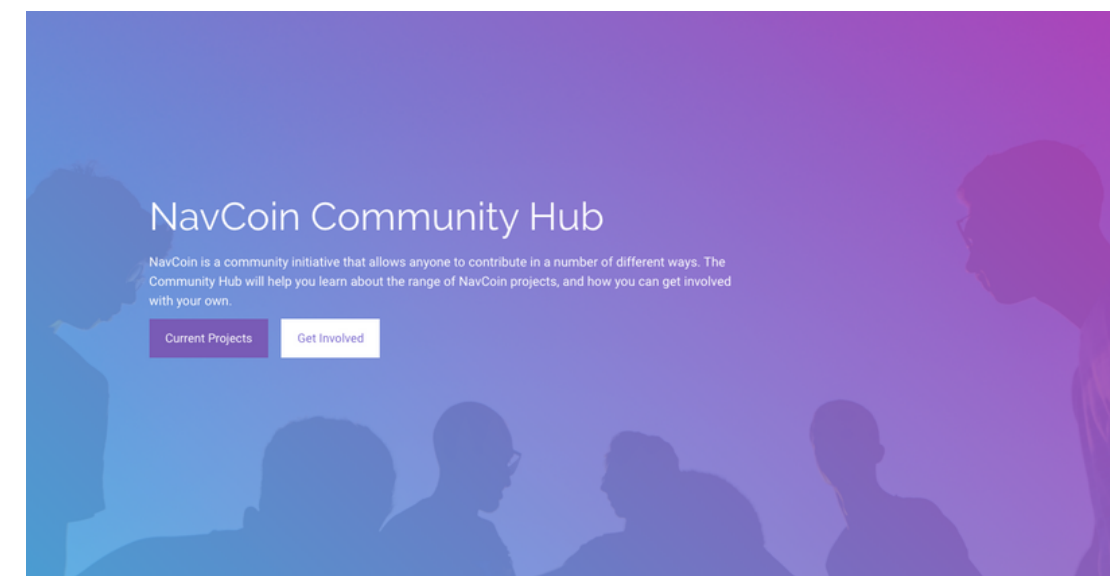 NavCoin Community Hub
NavCoin is a community initiative that allows anyone to contribute in a number of different ways. The
Community Hub will help you learn about the range of NavCoin projects, and how you can get involved
with your own.
Current Projects
Get Involved